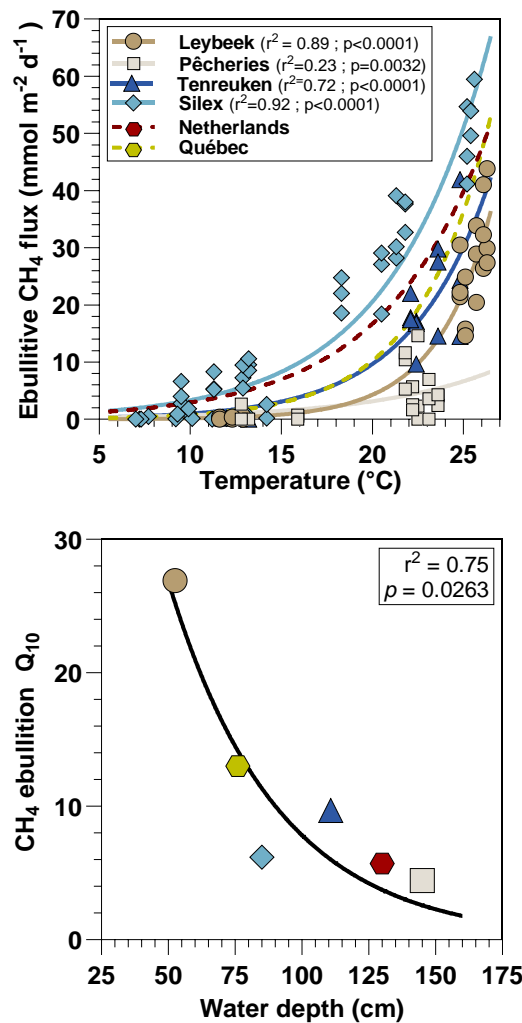 Ebullitive CH4 flux (mmol m-2 d-1)
70
60
50
40
30
20
10
0
Leybeek (r2 = 0.89 ; p<0.0001)
Pêcheries (r2=0.23 ; p=0.0032)
Tenreuken (r2=0.72 ; p<0.0001)
Silex (r2=0.92 ; p<0.0001)
Netherlands
Québec
5 10 15 20 25
Temperature (°C)
CH4 ebullition Q10
30
20
10
0
r2 = 0.75
p = 0.0263
25 50 75 100 125 150 175
Water depth (cm)